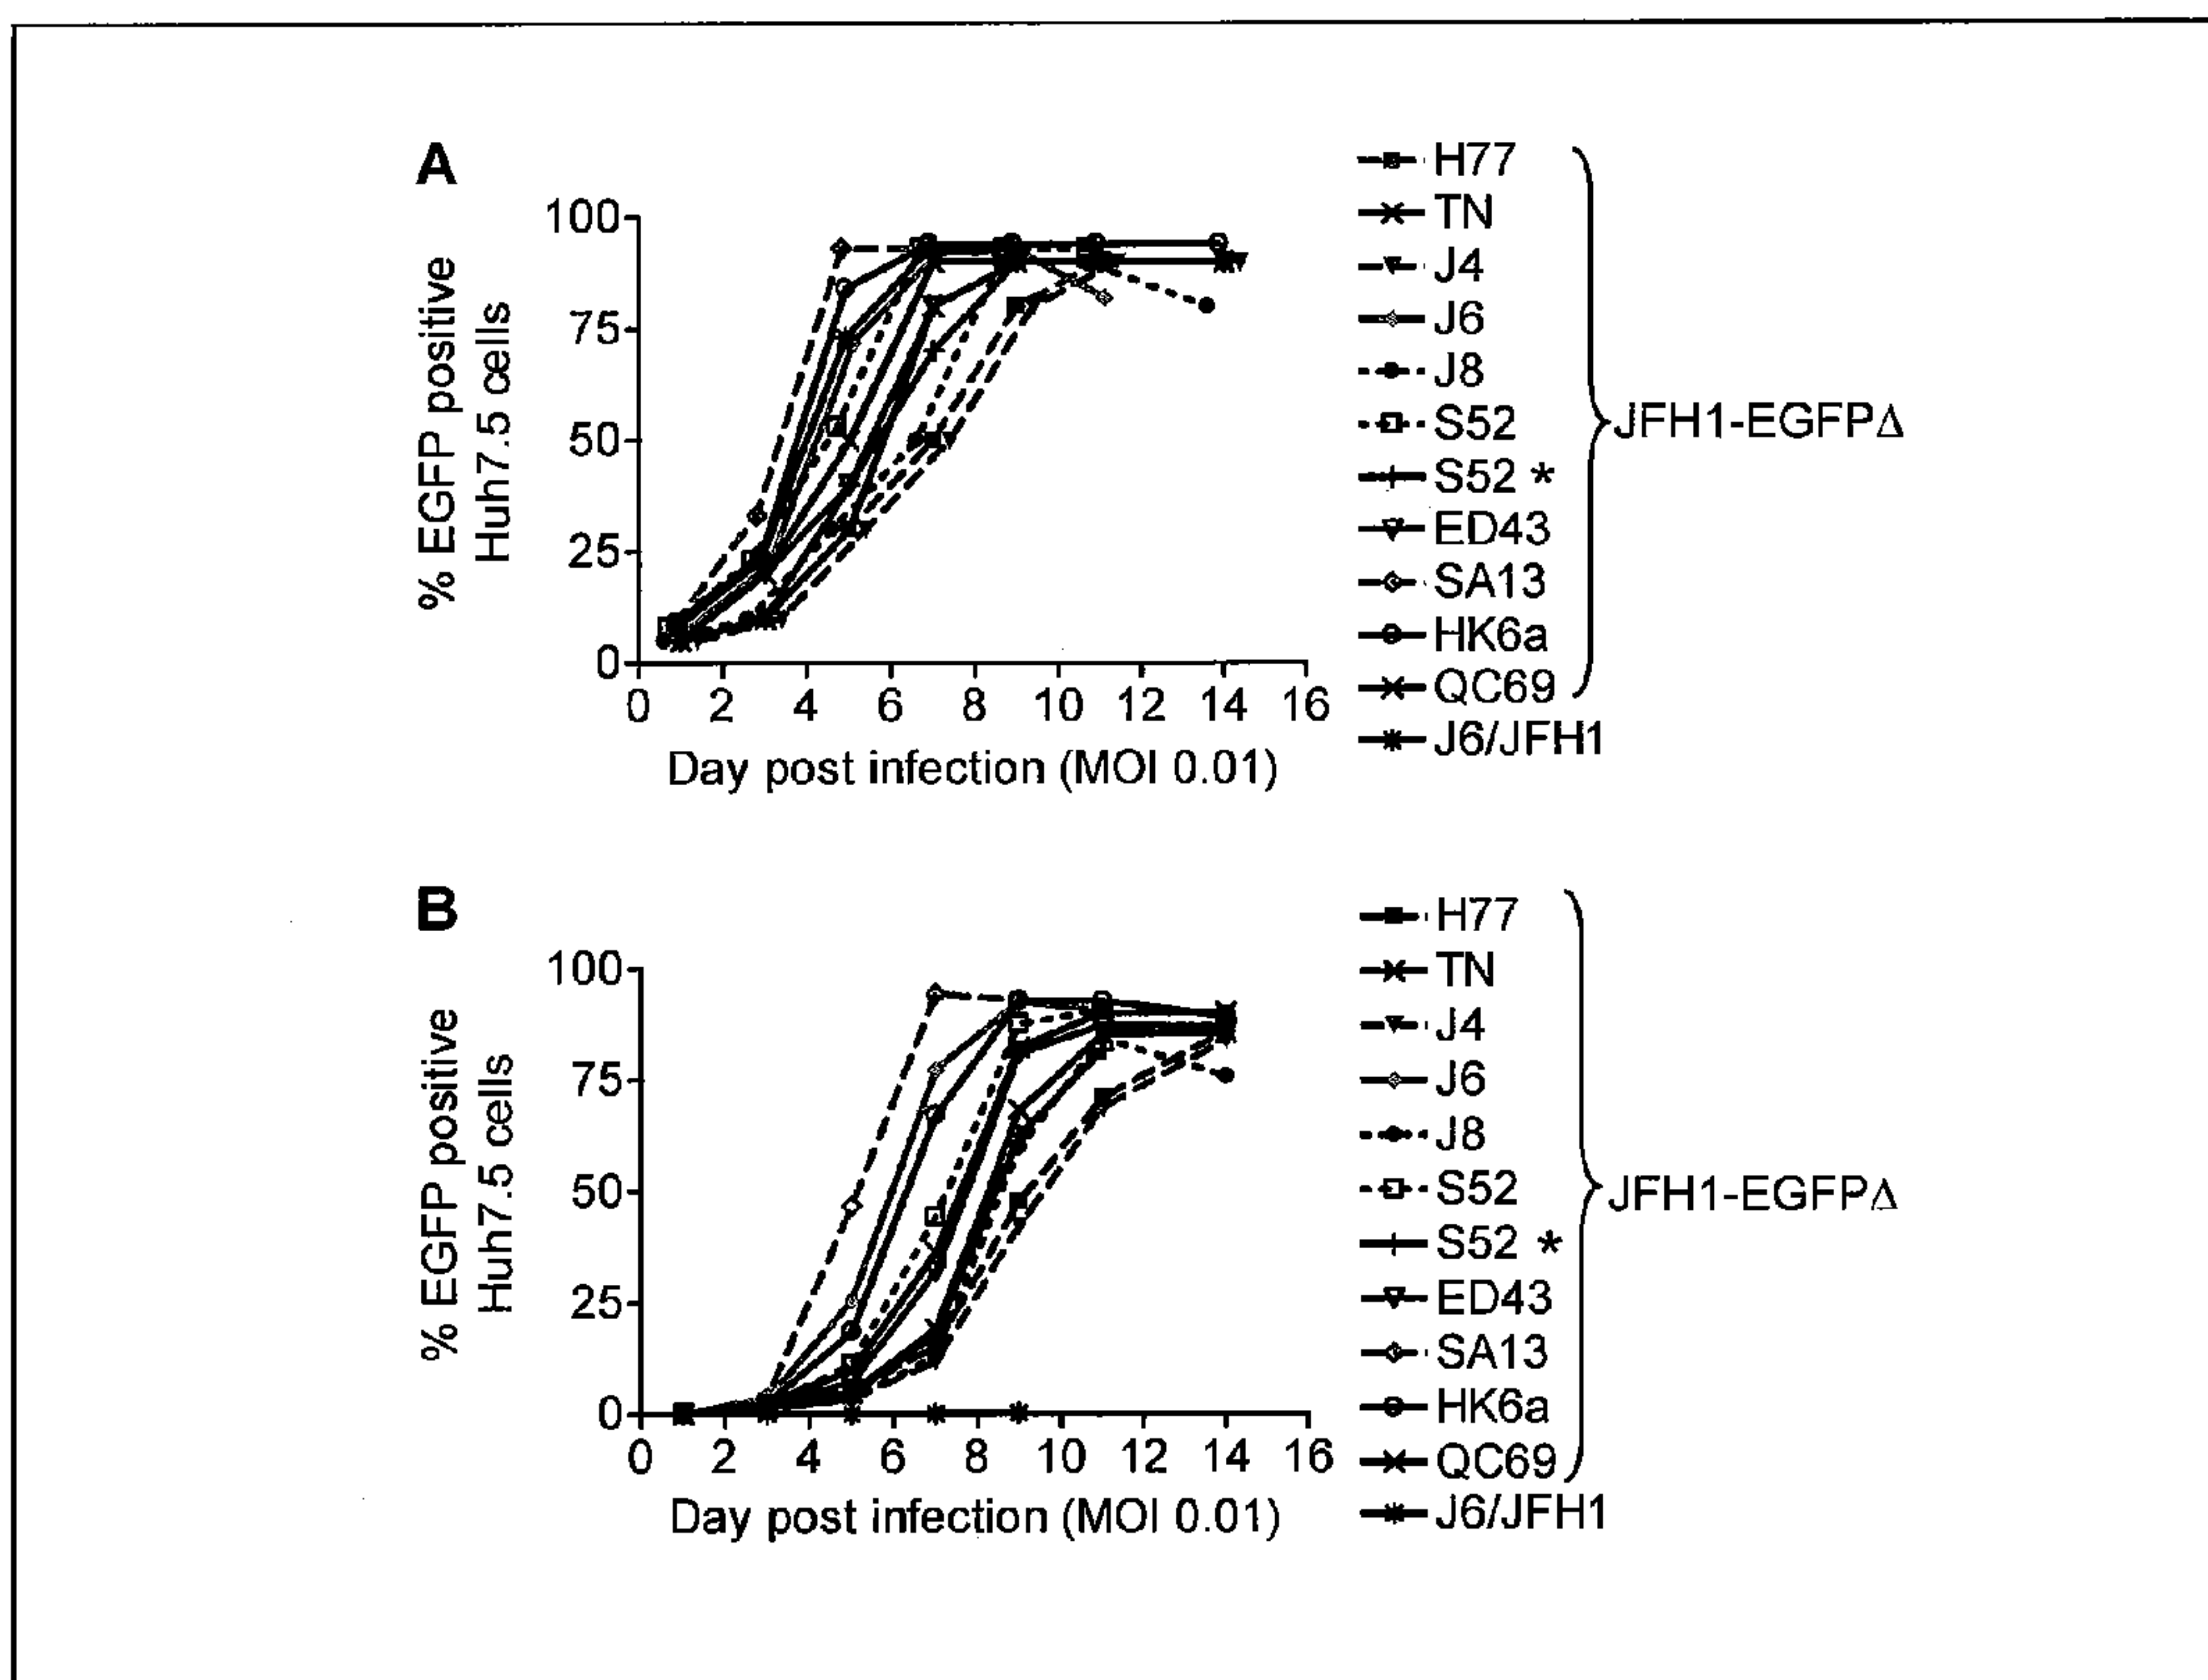 A
% EGFP positive
Huh7.5 cells
100
75
50
25
0
0 2 4 6 8 10 12 14 16
Day post infection (MOI 0.01)
H77
TN
J4
J6
J8
S52
S52 *
ED43
SA13
HK6a
QC69
J6/JFH1
JFH1-EGFPΔ
B
% EGFP positive
Huh7.5 cells
100
75
50
25
0
0 2 4 6 8 10 12 14 16
Day post infection (MOI 0.01)
H77
TN
J4
J6
J8
S52
S52 *
ED43
SA13
HK6a
QC69
J6/JFH1
JFH1-EGFPΔ